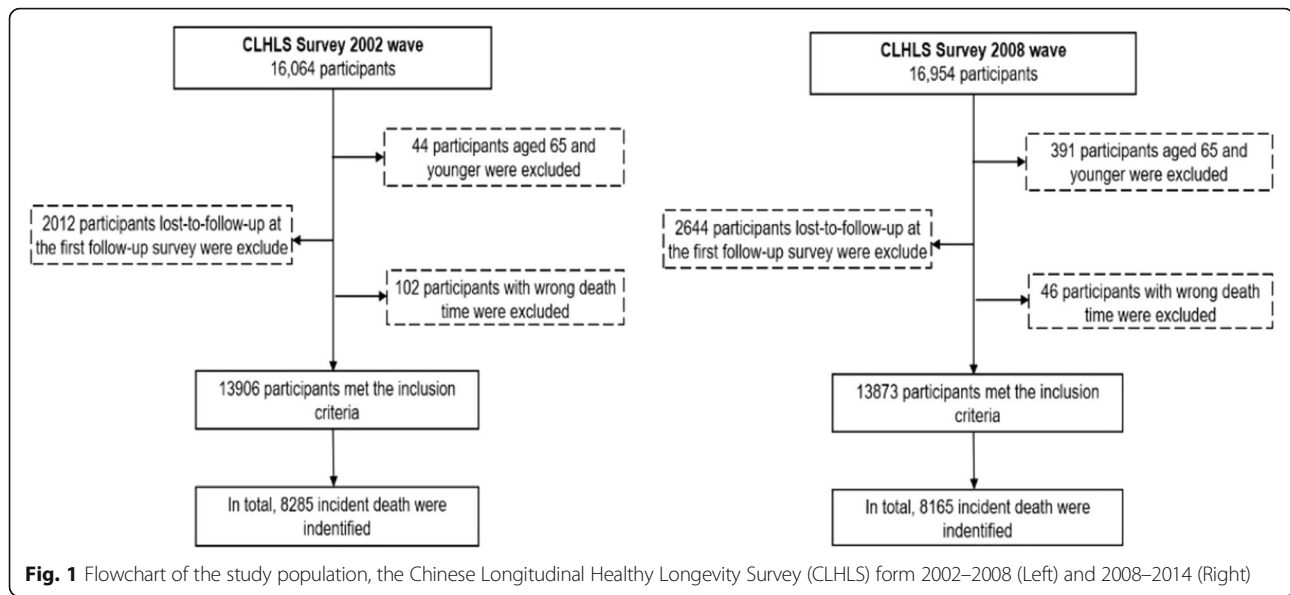 CLHLS Survey 2002 wave
16,064 participants
44 participants aged 65 and
younger were excluded
2012 participants lost-to-follow-up at
the first follow-up survey were exclude
102 participants with wrong death
time were excluded
13906 participants met the inclusion
criteria
In total, 8285 incident death were
indentified
CLHLS Survey 2008 wave
16,954 participants
391 participants aged 65 and
younger were excluded
2644 participants lost-to-follow-up at
the first follow-up survey were exclude
46 participants with wrong death
time were excluded
13873 participants met the inclusion
criteria
In total, 8165 incident death were
indentified
Fig. 1 Flowchart of the study population, the Chinese Longitudinal Healthy Longevity Survey (CLHLS) form 2002–2008 (Left) and 2008–2014 (Right)